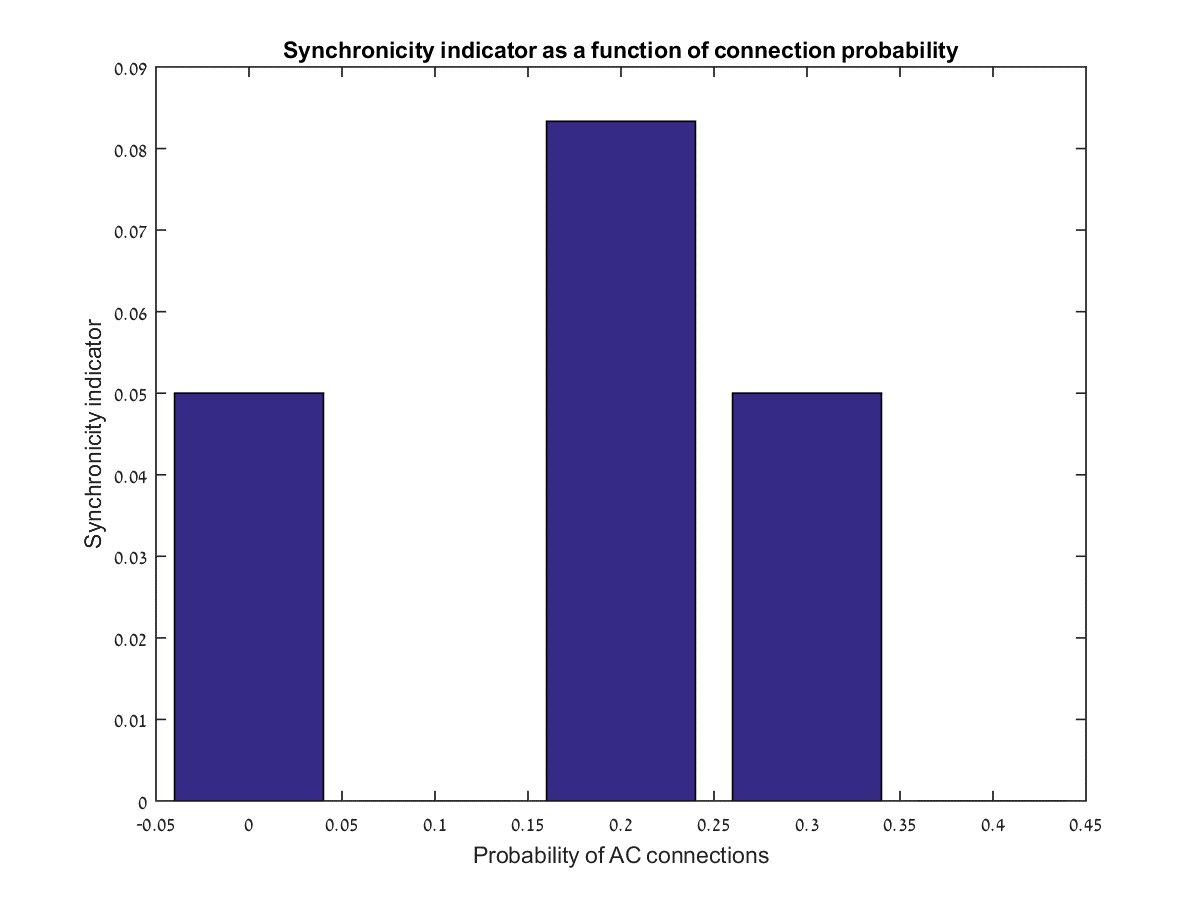 Synchronicity indicator as a function of connection probability
0.09
0.08
0.07
0.06
0.05
0.04
0.03
0.02
0.01
0
Synchronicity indicator
-0.05 0 0.05 0.1 0.15 0.2 0.25 0.3 0.35 0.4 0.45
Probability of AC connections